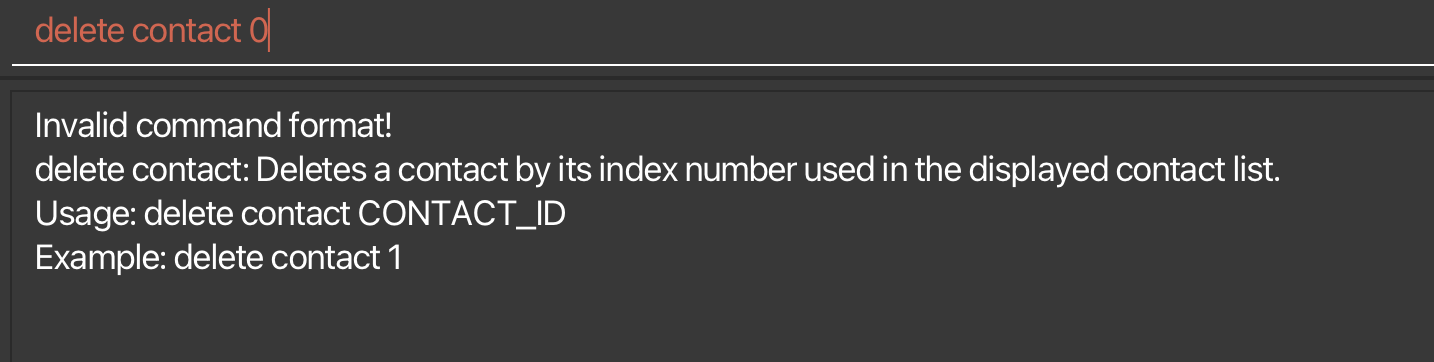 delete contact 0
Invalid command format!
delete contact: Deletes a contact by its index number used in the displayed contact list.
Usage: delete contact CONTACT_ID
Example: delete contact 1